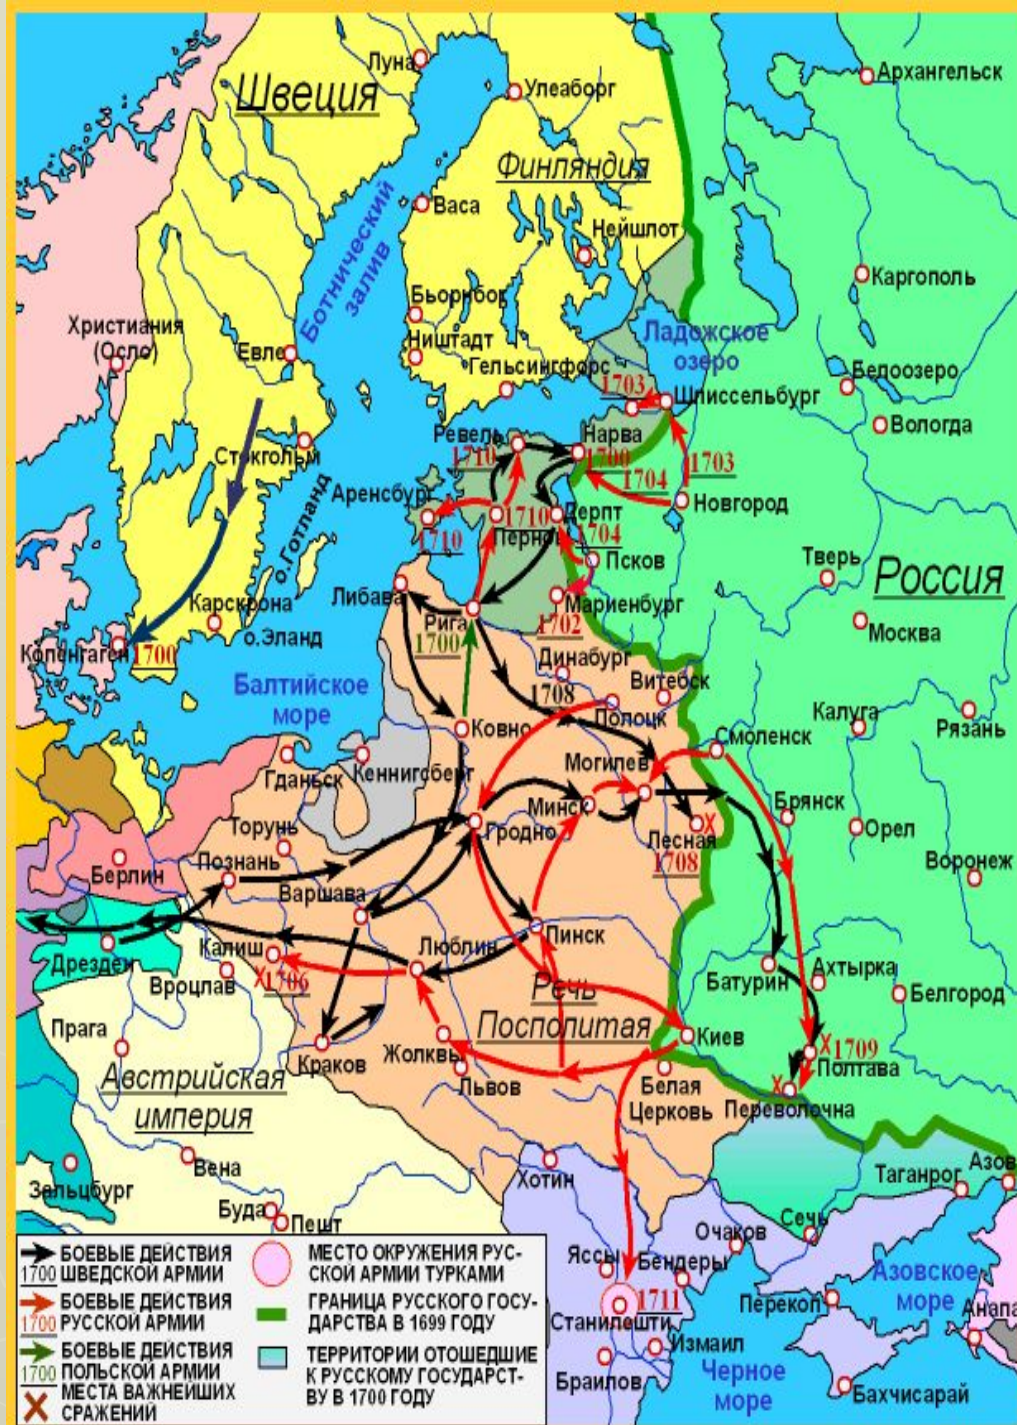 Луна
Архангельск
Швеция
Улеаборг
Финляндия
Васа
Нейшлот
Ботнический
залив
Каргополь
Бьорнборг
Христиания
(Осло)
Ладожское
озеро
Евле
Ништадт
Гельсингфорс
1703
Шлиссельбург
Белоозеро
Вологда
Ревель
1710
Нарва
1700
Стокгольм
1704
1703
Аренсбург
Новгород
1710
Пернов
Дерпт
1710
1704
о.Готланд
Псков
Тверь
Россия
Либава
Карскрона
Мариенбург
Рига
1702
Москва
о.Эланд
1700
Копенгаген
1700
Динабург
Балтийское
море
1708
Витебск
Полоцк
Калуга
Рязань
Ковно
Смоленск
Гданьск
Кеннигсберг
Могилев
Минск
Брянск
Торунь
Гродно
Лесная
Орел
1708
Берлин
Познань
Воронеж
Варшава
Калиш
Люблин
Пинск
Дрезден
1706
Батурин
Ахтырка
Вроцлав
Речь
Посполитая
Белгород
Прага
Киев
1709
Полтава
Краков
Жолквы
Австрийская
империя
Львов
Белая
Церковь
Переволочна
Вена
Хотин
Азов
Таганрог
Зальцбург
Буда
Пешт
Сечь
Очаков
Яссы
Бендеры
Азовское
море
1711
Перекоп
Анапа
Станилешти
Измаил
Браилов
Черное
море
Бахчисарай
БОЕВЫЕ ДЕЙСТВИЯ
1700 ШВЕДСКОЙ АРМИИ
БОЕВЫЕ ДЕЙСТВИЯ
1700 РУССКОЙ АРМИИ
БОЕВЫЕ ДЕЙСТВИЯ
1700 ПОЛЬСКОЙ АРМИИ
МЕСТА ВАЖНЕЙШИХ
СРАЖЕНИЙ
МЕСТО ОКРУЖЕНИЯ РУС-
СКОЙ АРМИИ ТУРКАМИ
ГРАНИЦА РУССКОГО ГОСУ-
ДАРСТВА В 1699 ГОДУ
ТЕРРИТОРИИ ОТОШЕДШИЕ
К РУССКОМУ ГОСУДАРСТ-
ВУ В 1700 ГОДУ